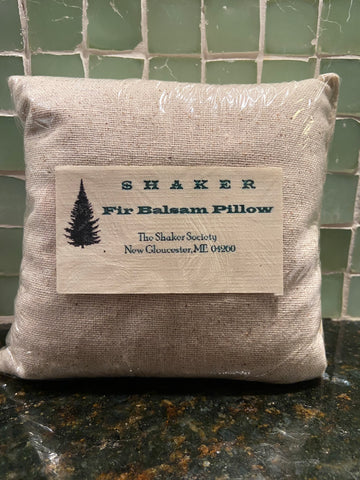 SHAKER
Fir Balsam Pillow
The Shaker Society
New Gloucester, ME 04260